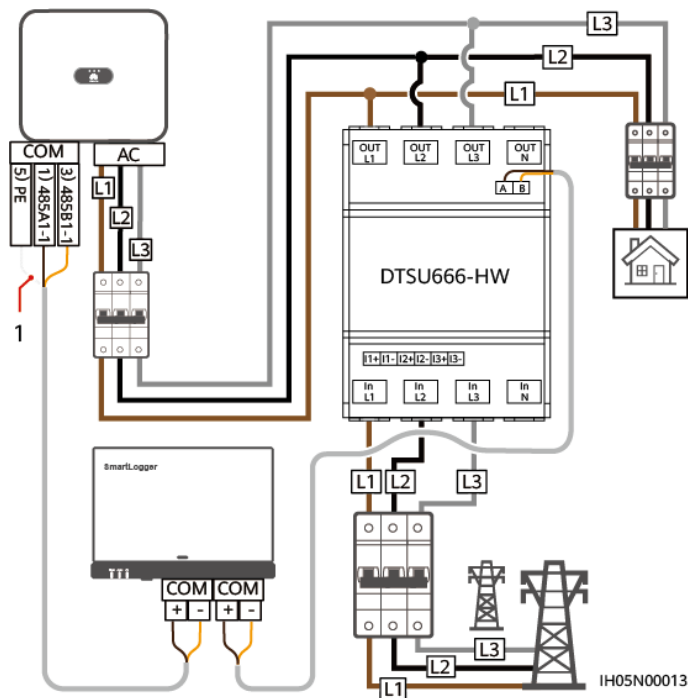 L3
L2
L1
COM
AC
5) PE
1) 485A1-1
3) 485B1-1
L1
L2
L3
1
OUT L1
OUT L2
OUT L3
OUT N
A B
DTSU666-HW
I1+ I1- I2+ I2- I3+ I3-
In L1
In L2
In L3
In N
SmartLogger
L1
L2
L3
COM
COM
+ - + -
L3
L2
L1
IH05N00013